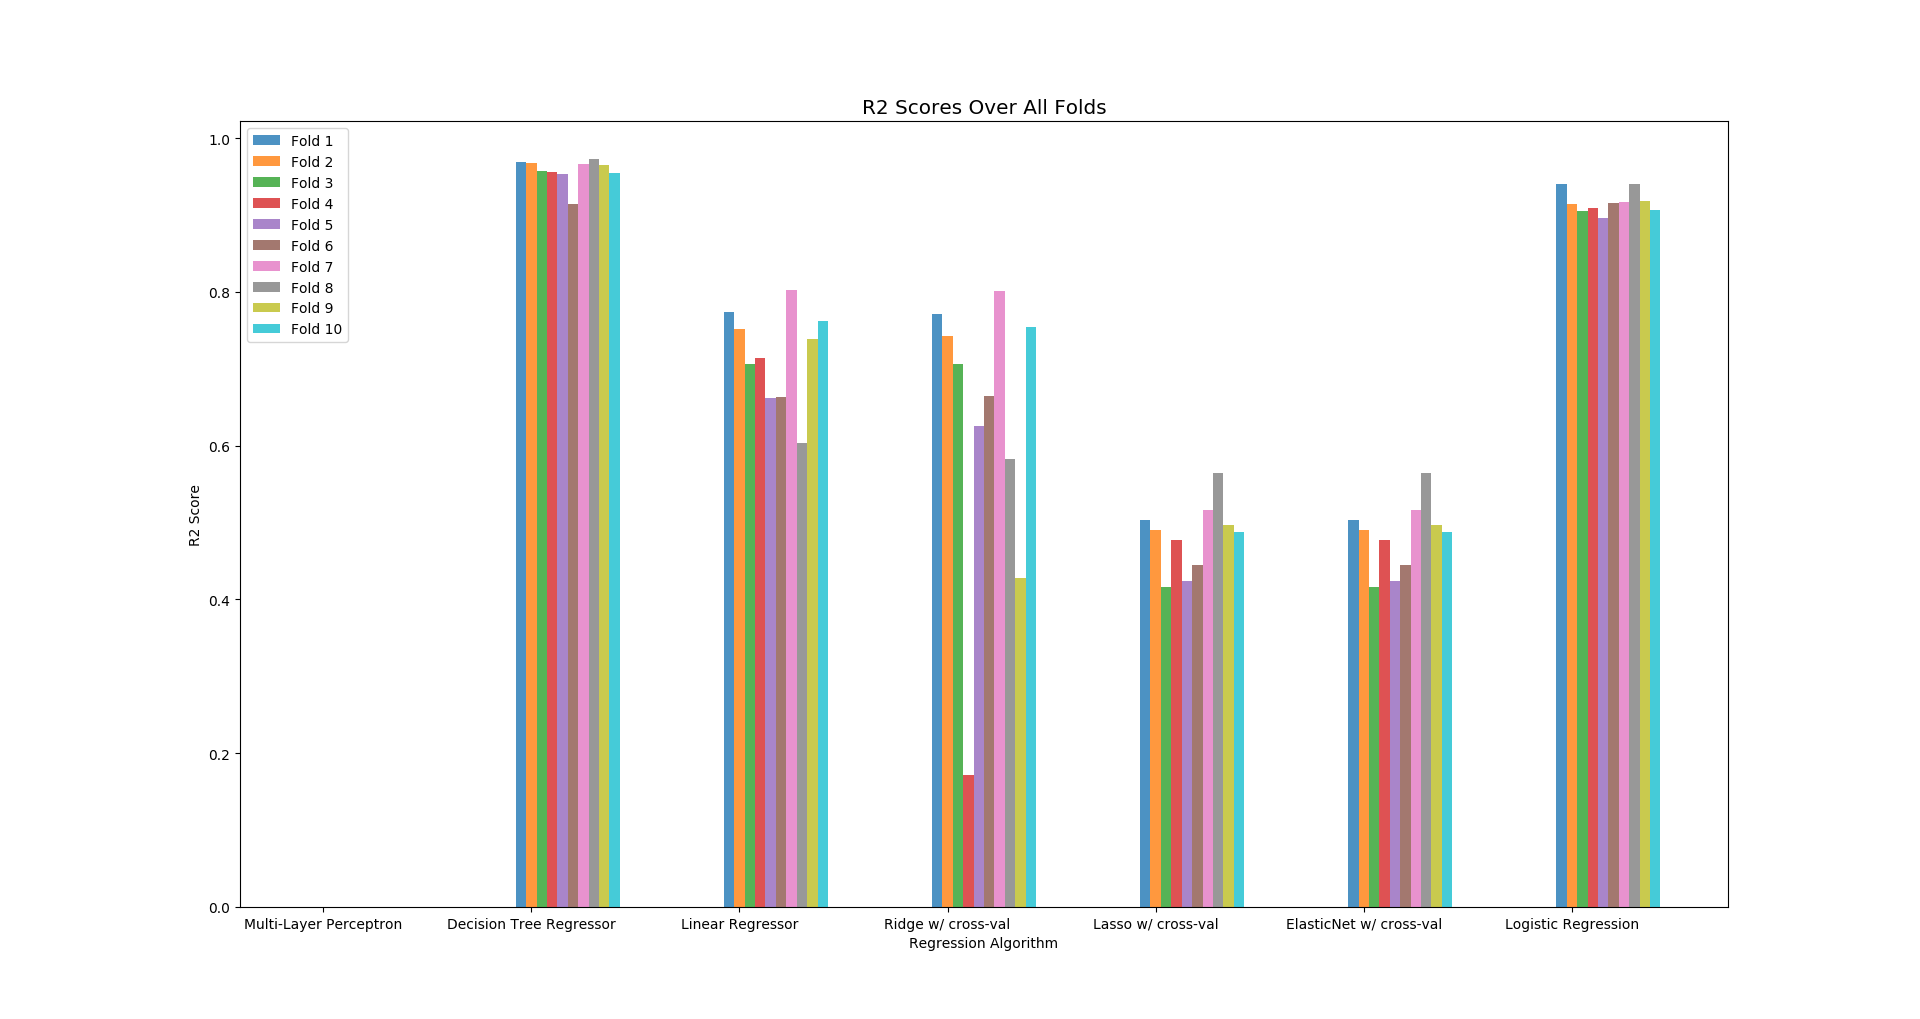 R2 Scores Over All Folds
1.0
0.8
0.6
0.4
0.2
0.0
R2 Score
Fold 1
Fold 2
Fold 3
Fold 4
Fold 5
Fold 6
Fold 7
Fold 8
Fold 9
Fold 10
Multi-Layer Perceptron
Decision Tree Regressor
Linear Regressor
Ridge w/ cross-val
Lasso w/ cross-val
ElasticNet w/ cross-val
Logistic Regression
Regression Algorithm